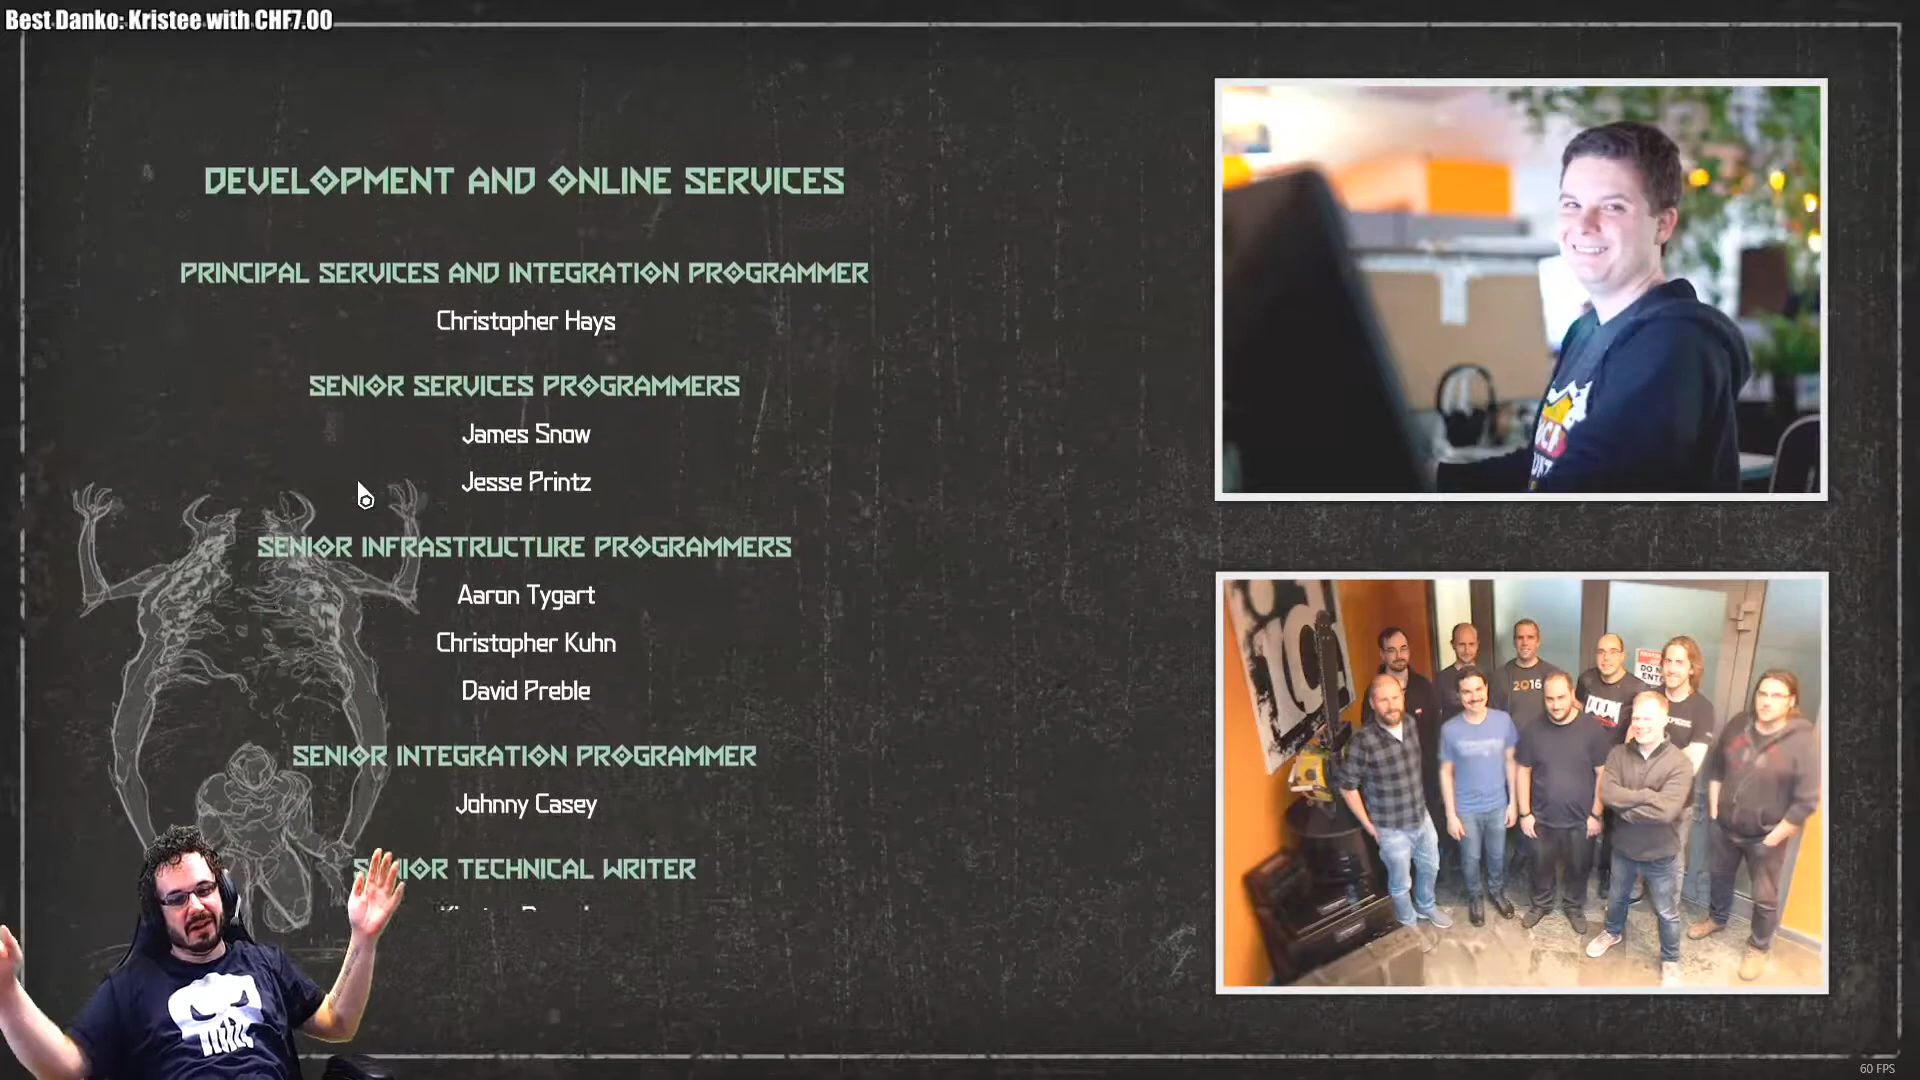 Best Danko: Kristee with CHF7.00
DEVELOPMENT AND ONLINE SERVICES
PRINCIPAL SERVICES AND INTEGRATION PROGRAMMER
Christopher Hays
SENIOR SERVICES PROGRAMMERS
James Snow
Jesse Printz
SENIOR INFRASTRUCTURE PROGRAMMERS
Aaron Tygart
Christopher Kuhn
David Preble
SENIOR INTEGRATION PROGRAMMER
Johnny Casey
SENIOR TECHNICAL WRITER
2016
DOOM
60 FPS